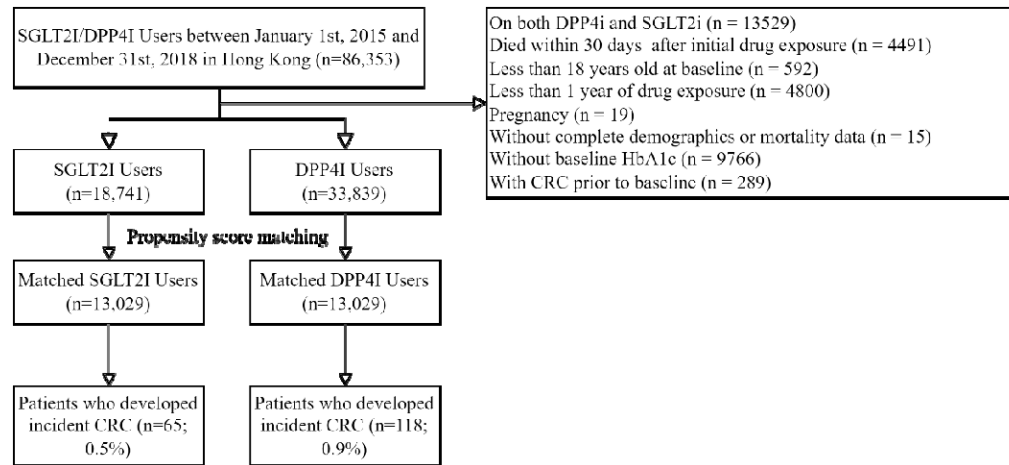 SGLT2I/DPP4I Users between January 1st, 2015 and
December 31st, 2018 in Hong Kong (n=86,353)
On both DPP4i and SGLT2i (n = 13529)
Died within 30 days after initial drug exposure (n = 4491)
Less than 18 years old at baseline (n = 592)
Less than 1 year of drug exposure (n = 4800)
Pregnancy (n = 19)
Without complete demographics or mortality data (n = 15)
Without baseline HbA1c (n = 9766)
With CRC prior to baseline (n = 289)
SGLT2I Users
(n=18,741)
DPP4I Users
(n=33,839)
Propensity score matching
Matched SGLT2I Users
(n=13,029)
Matched DPP4I Users
(n=13,029)
Patients who developed
incident CRC (n=65;
0.5%)
Patients who developed
incident CRC (n=118;
0.9%)